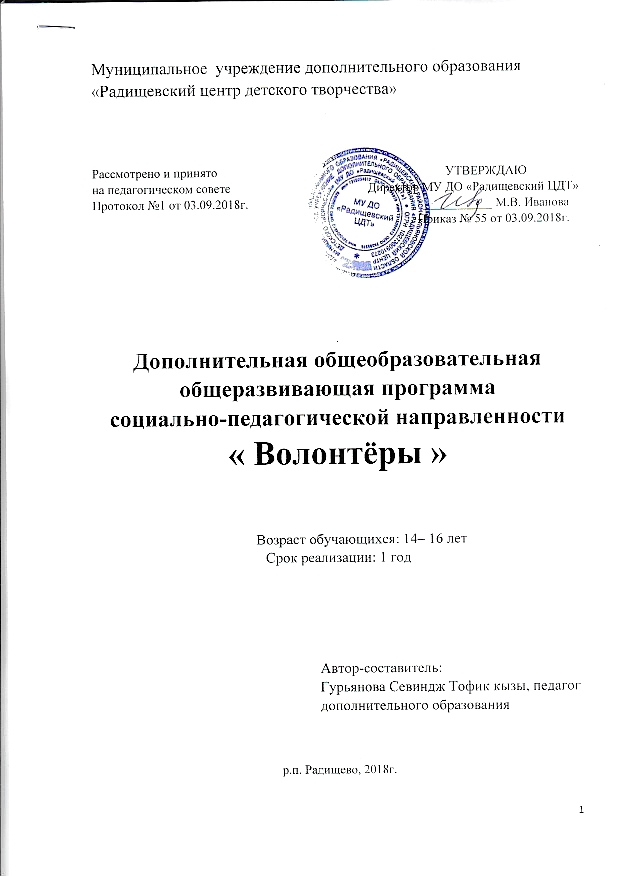 Муниципальное учреждение дополнительного образования
«Радищевский центр детского творчества»
Рассмотрено и принято
на педагогическом совете
Протокол №1 от 03.09.2018г.
УТВЕРЖДАЮ
Директор МУ ДО «Радищевский ЦДТ»
М.В. Иванова
Приказ № 55 от 03.09.2018г.
МУ ДО
«Радищевский
ЦДТ»
Дополнительная общеобразовательная
общеразвивающая программа
социально-педагогической направленности
« Волонтёры »
Возраст обучающихся: 14– 16 лет
Срок реализации: 1 год
Автор-составитель:
Гурьянова Севиндж Тофик кызы, педагог
дополнительного образования
р.п. Радищево, 2018г.
1